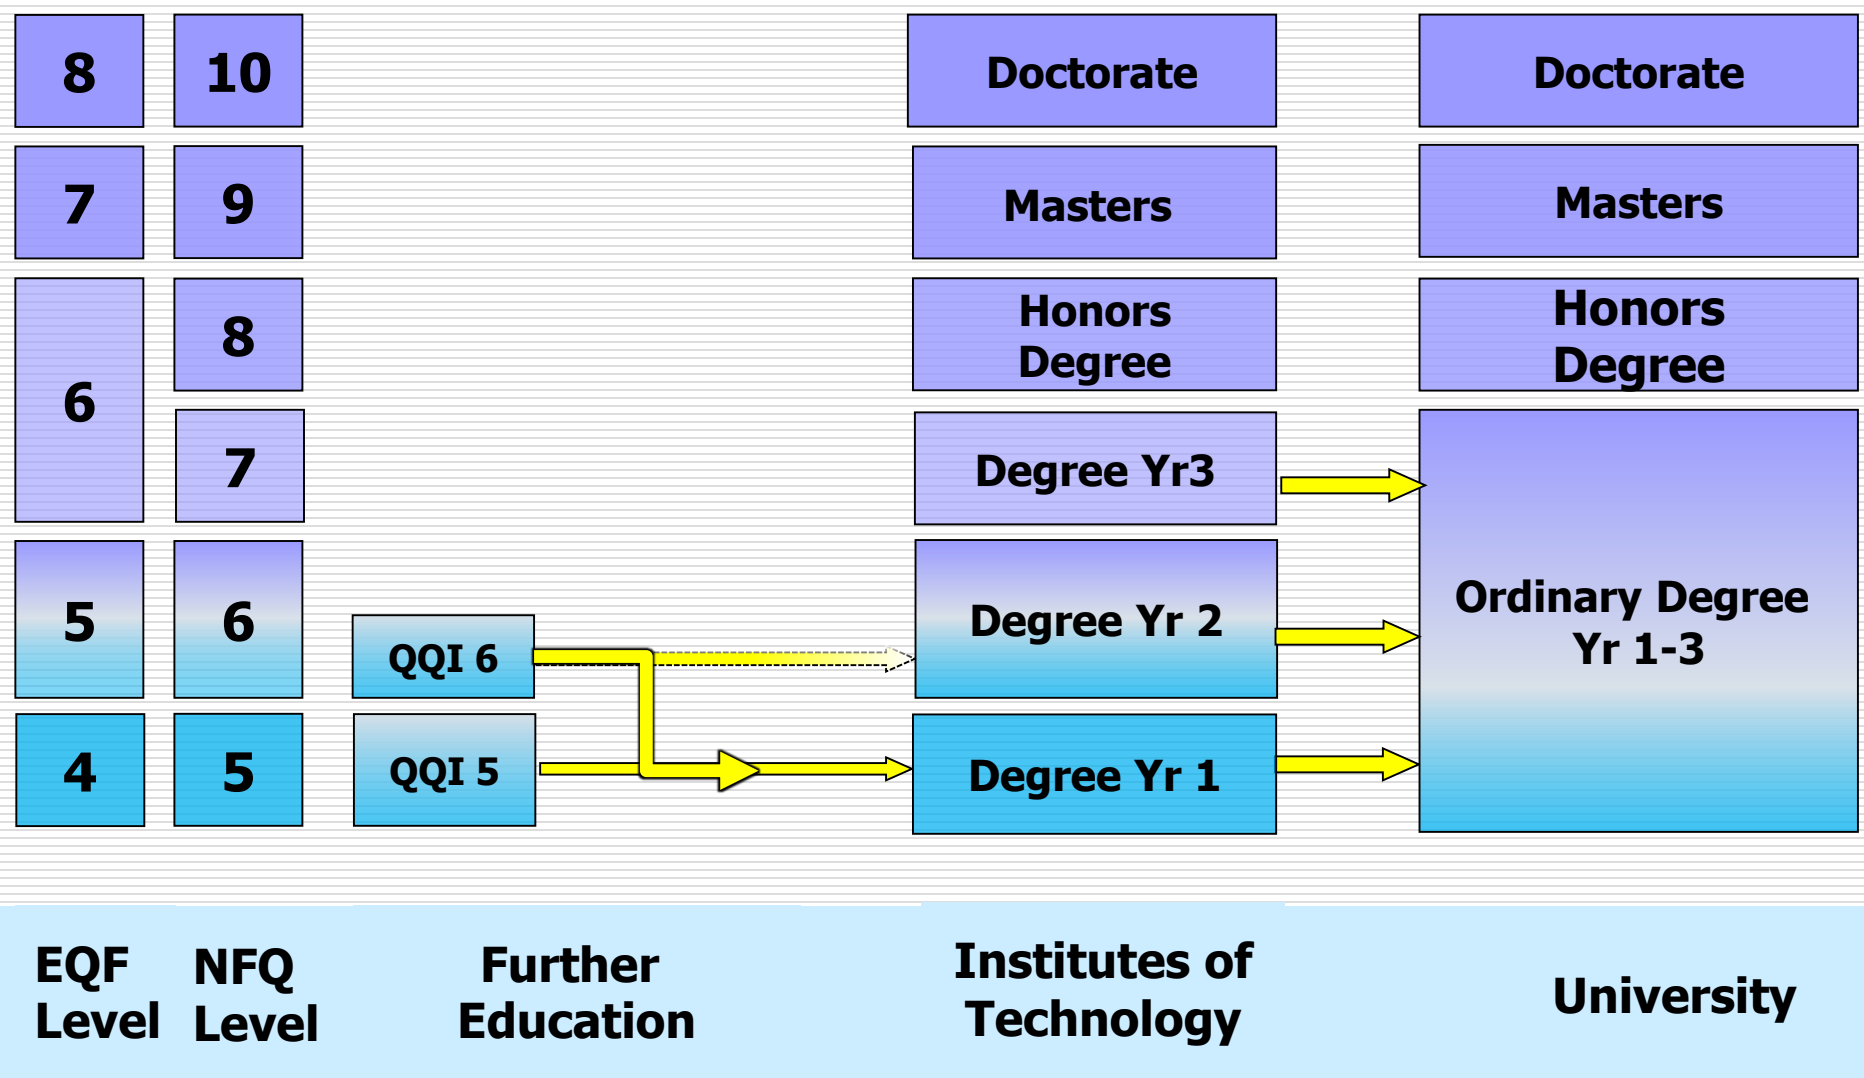 8
10
Doctorate
Doctorate
7
9
Masters
Masters
6
8
Honors
Degree
Honors
Degree
7
Degree Yr3
5
6
QQI 6
Degree Yr 2
Ordinary Degree
Yr 1-3
4
5
QQI 5
Degree Yr 1
EQF
Level
NFQ
Level
Further
Education
Institutes of
Technology
University